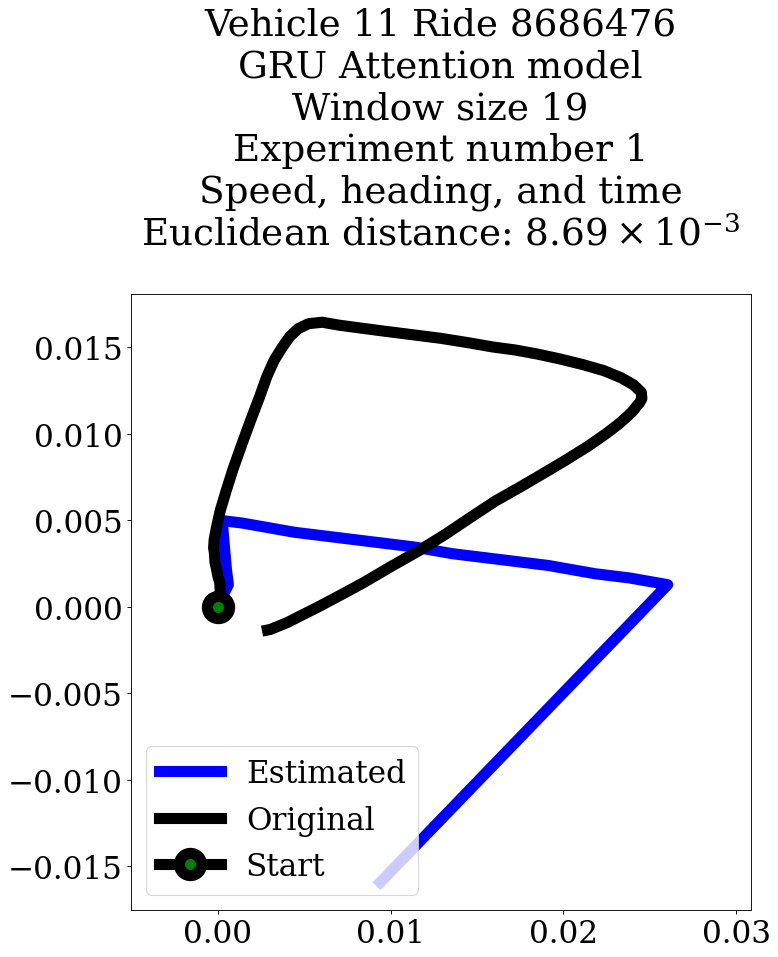 Vehicle 11 Ride 8686476
GRU Attention model
Window size 19
Experiment number 1
Speed, heading, and time
Euclidean distance: 8.69 × 10⁻³
0.015
0.010
0.005
0.000
−0.005
−0.010
−0.015
Estimated
Original
Start
0.00 0.01 0.02 0.03